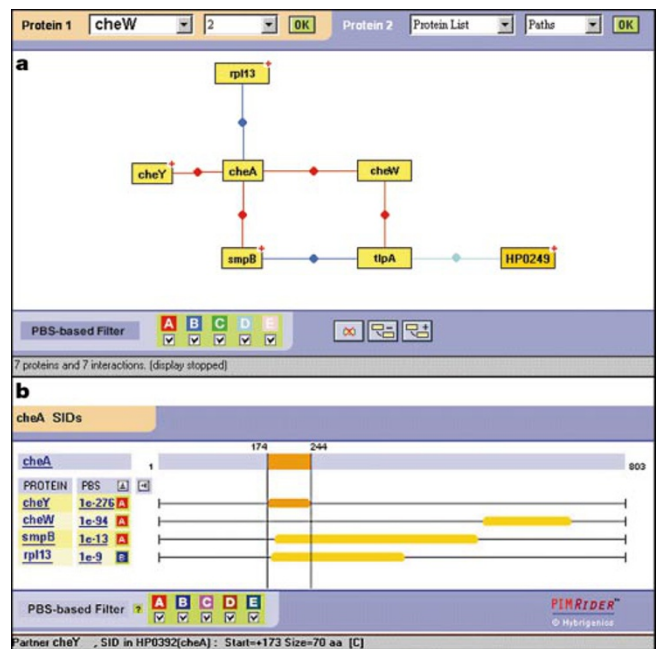 Protein 1 cheW 2 OK Protein 2 Protein List Paths OK
a
rpl13
cheY cheA cheW
smpB tlpA HP0249
PBS-based Filter A B C D E
7 proteins and 7 interactions. (display stopped)
b
cheA SIDs
174 244
cheA 1 803
PROTEIN PBS
cheY 1e-276 A
cheW 1e-94 A
smpB 1e-13 A
rpl13 1e-9 B
PBS-based Filter ? A B C D E
PIMRIDER™
© Hybrigenics
Partner cheY , SID in HP0392[cheA] : Start=+173 Size=70 aa [C]